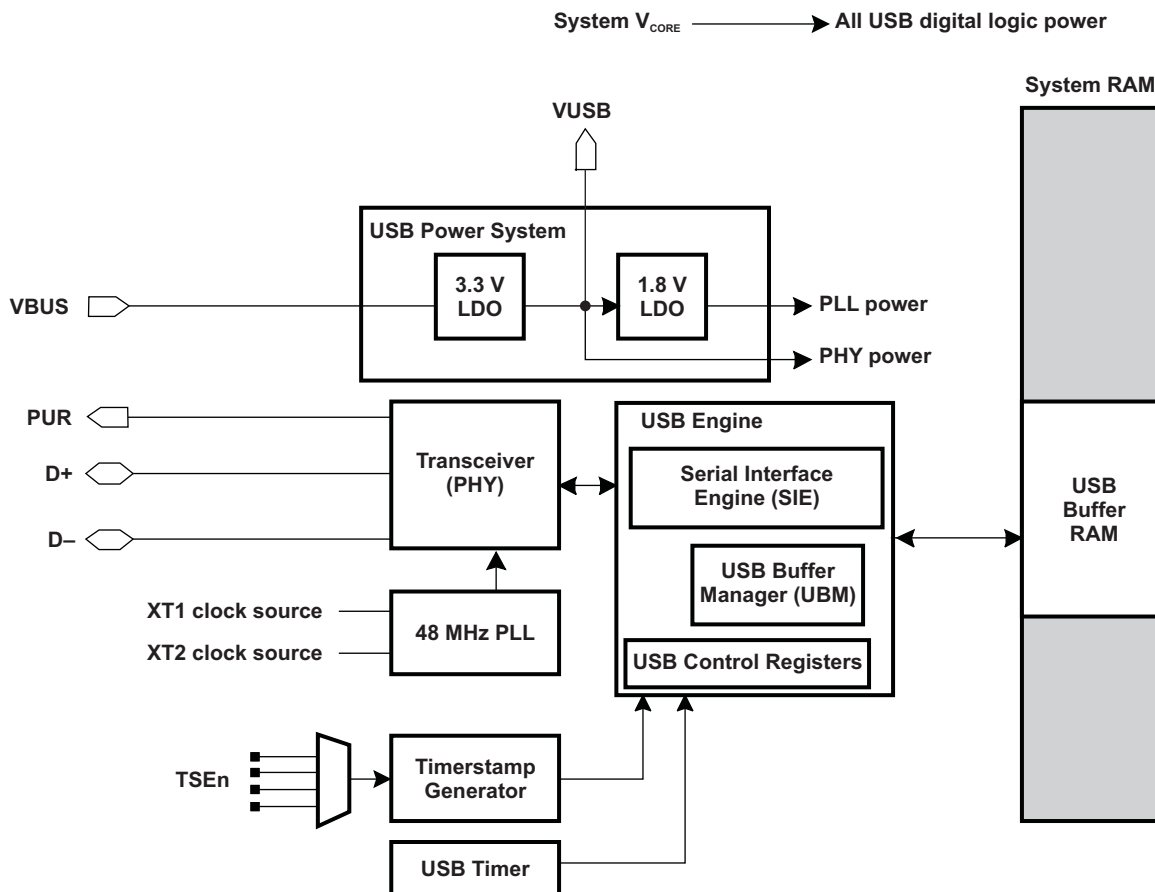 System VCORE
All USB digital logic power
System RAM
VUSB
USB Power System
3.3 V
LDO
1.8 V
LDO
VBUS
PLL power
PHY power
PUR
D+
D–
Transceiver
(PHY)
USB Engine
Serial Interface
Engine (SIE)
USB Buffer
Manager (UBM)
USB Control Registers
USB
Buffer
RAM
XT1 clock source
XT2 clock source
48 MHz PLL
TSEn
Timerstamp
Generator
USB Timer